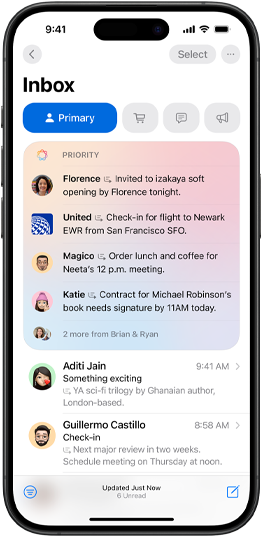 9:41
Select
Inbox
Primary
PRIORITY
Florence Invited to izakaya soft
opening by Florence tonight.
United Check-in for flight to Newark
EWR from San Francisco SFO.
Magico Order lunch and coffee for
Neeta's 12 p.m. meeting.
Katie Contract for Michael Robinson's
book needs signature by 11AM today.
2 more from Brian & Ryan
Aditi Jain 9:41 AM
Something exciting
YA sci-fi trilogy by Ghanaian author,
London-based.
Guillermo Castillo 8:58 AM
Check-in
Next major review in two weeks.
Schedule meeting on Thursday at noon.
Updated Just Now
6 Unread